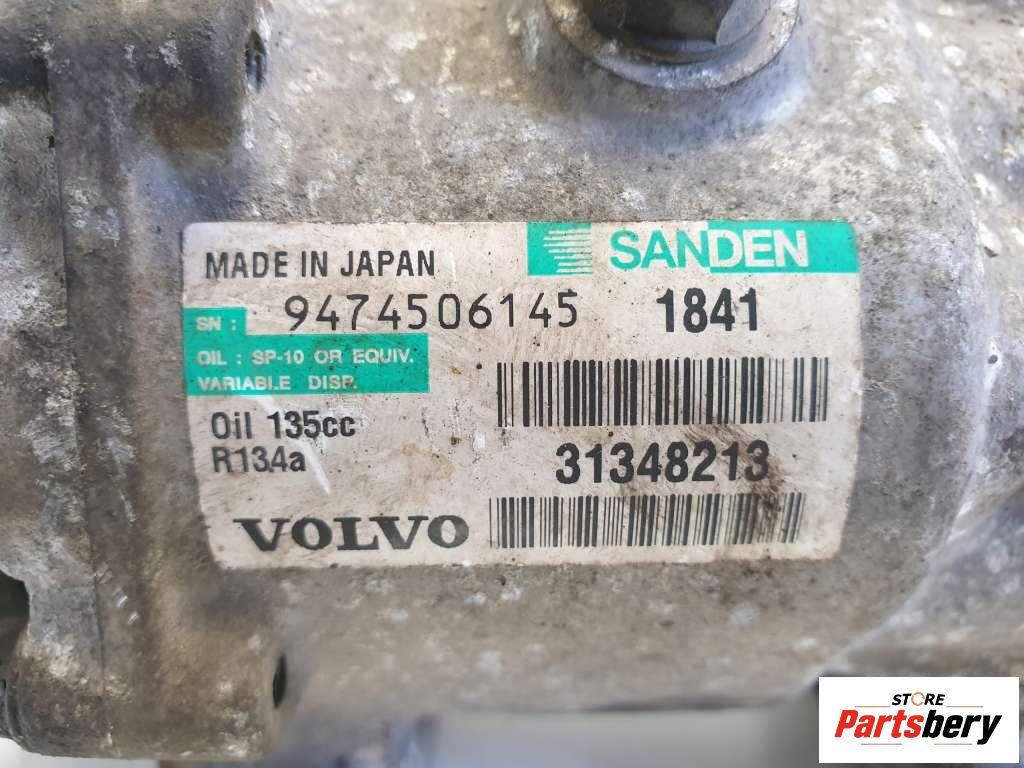 MADE IN JAPAN
SANDEN
SN : 9474506145 1841
OIL : SP-10 OR EQUIV.
VARIABLE DISP.
Oil 135cc
R134a
31348213
VOLVO
STORE
Partsbery